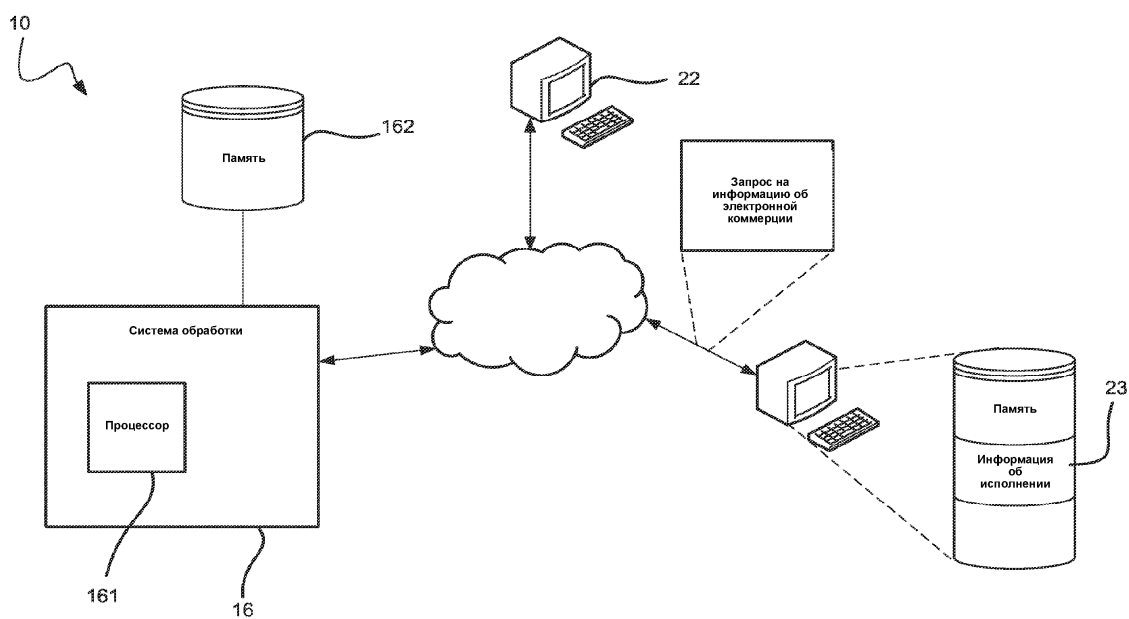 10
22
162
Память
Запрос на
информацию об
электронной
коммерции
Система обработки
Процессор
161
16
Память
23
Информация
об
исполнении